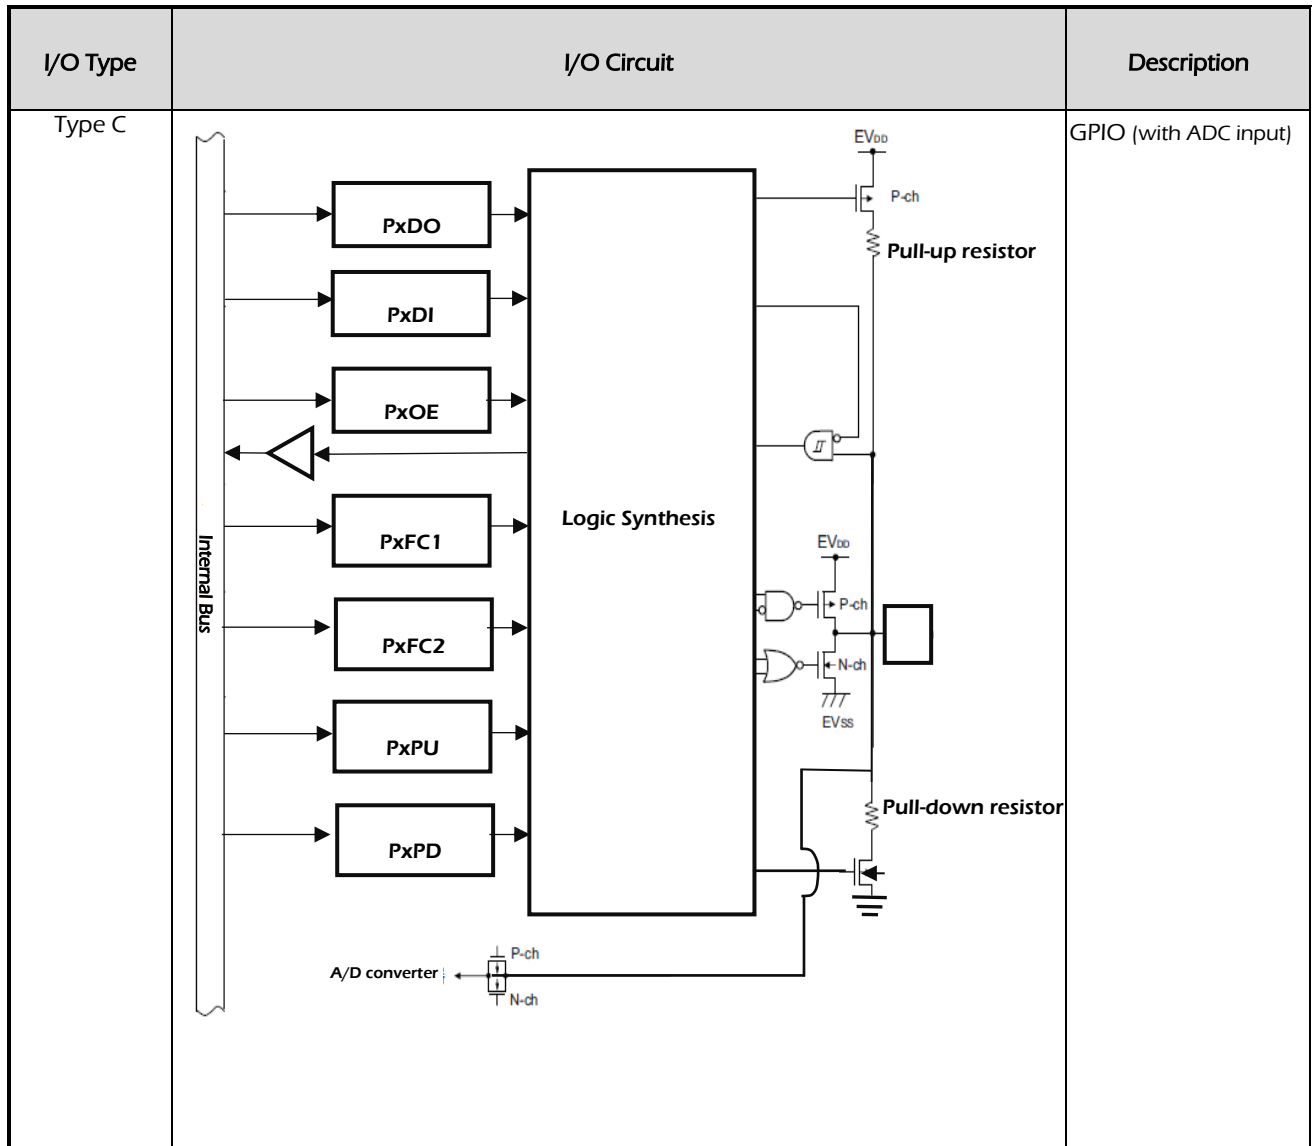 I/O Type
I/O Circuit
Description
Type C
GPIO (with ADC input)
EVDD
P-ch
Pull-up resistor
PxDO
PxDI
PxOE
PxFC1
PxFC2
PxPU
PxPD
Internal Bus
Logic Synthesis
EVDD
P-ch
N-ch
EVSS
Pull-down resistor
A/D converter
P-ch
N-ch